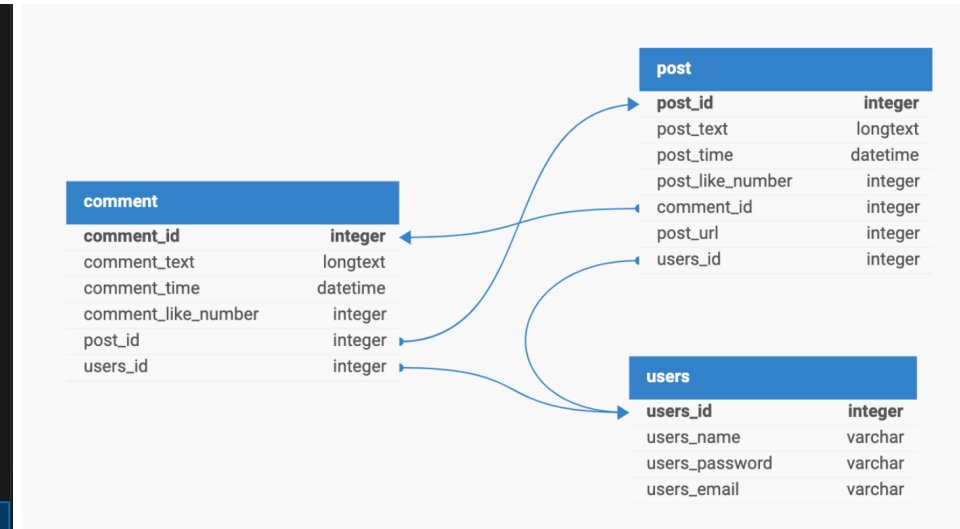 comment
comment_id integer
comment_text longtext
comment_time datetime
comment_like_number integer
post_id integer
users_id integer
post
post_id integer
post_text longtext
post_time datetime
post_like_number integer
comment_id integer
post_url integer
users_id integer
users
users_id integer
users_name varchar
users_password varchar
users_email varchar